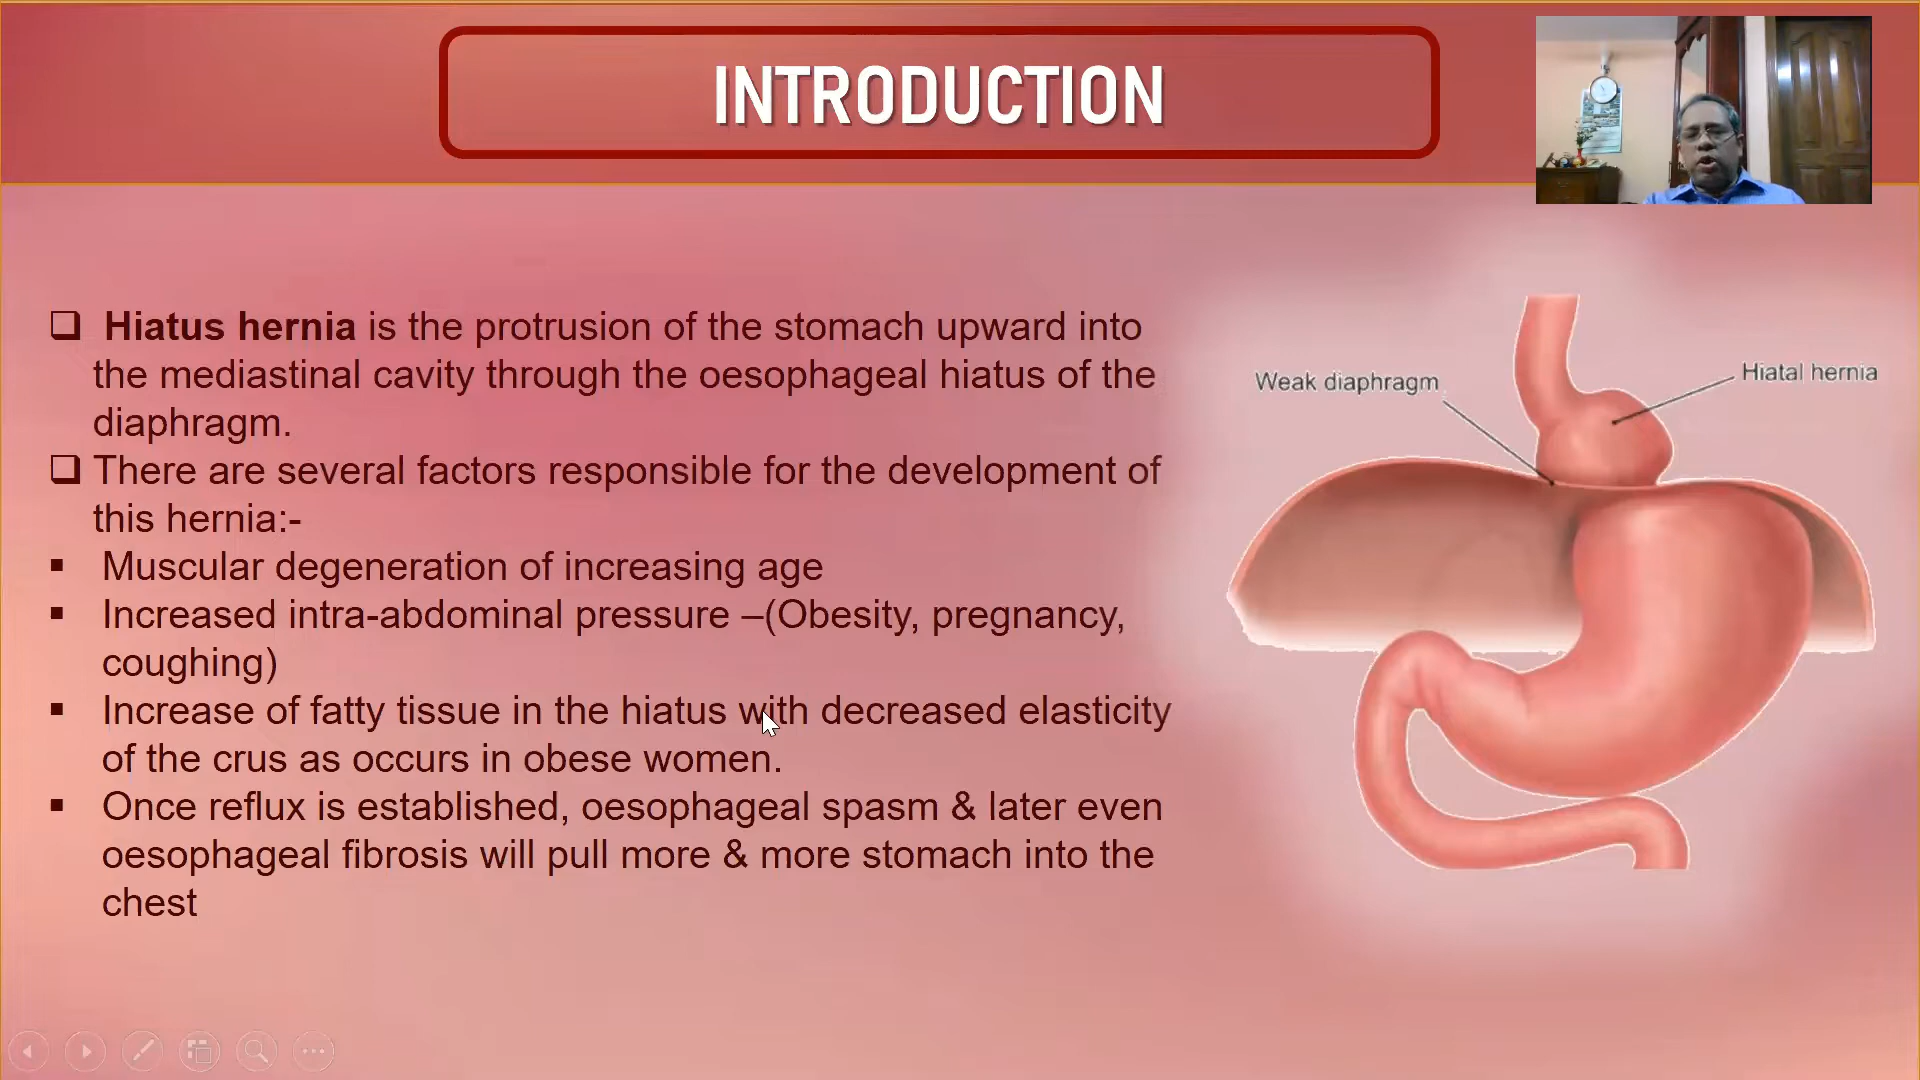 INTRODUCTION
❑ Hiatus hernia is the protrusion of the stomach upward into
the mediastinal cavity through the oesophageal hiatus of the
diaphragm.
❑ There are several factors responsible for the development of
this hernia:-
▪ Muscular degeneration of increasing age
▪ Increased intra-abdominal pressure –(Obesity, pregnancy,
coughing)
▪ Increase of fatty tissue in the hiatus with decreased elasticity
of the crus as occurs in obese women.
▪ Once reflux is established, oesophageal spasm & later even
oesophageal fibrosis will pull more & more stomach into the
chest
Weak diaphragm
Hiatal hernia